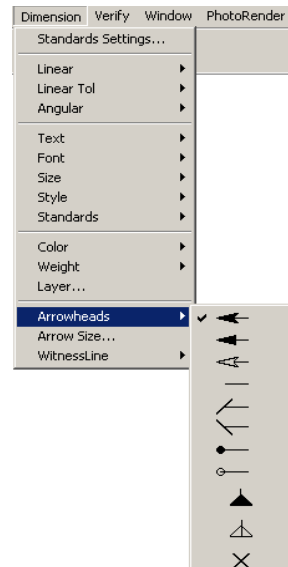 Dimension Verify Window PhotoRender
Standards Settings...
Linear
Linear Tol
Angular
Text
Font
Size
Style
Standards
Color
Weight
Layer...
Arrowheads
Arrow Size...
WitnessLine